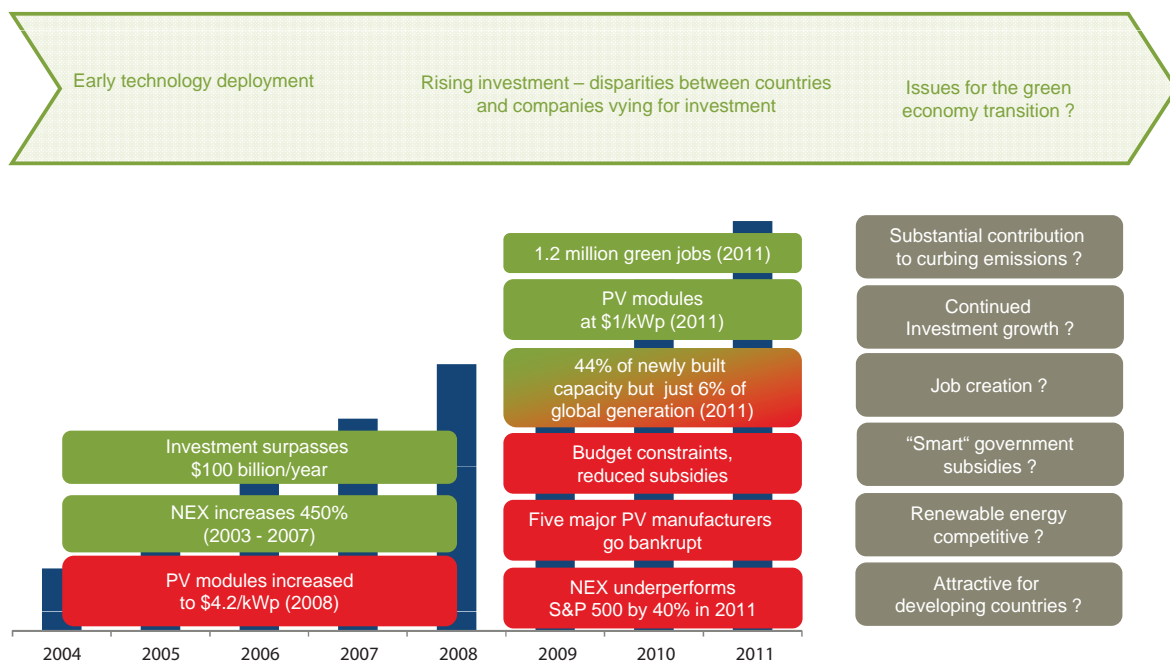 Early technology deployment
Rising investment – disparities between countries
and companies vying for investment
Issues for the green
economy transition ?
Investment surpasses
$100 billion/year
NEX increases 450%
(2003 - 2007)
PV modules increased
to $4.2/kWp (2008)
1.2 million green jobs (2011)
PV modules
at $1/kWp (2011)
44% of newly built
capacity but just 6% of
global generation (2011)
Budget constraints,
reduced subsidies
Five major PV manufacturers
go bankrupt
NEX underperforms
S&P 500 by 40% in 2011
Substantial contribution
to curbing emissions ?
Continued
Investment growth ?
Job creation ?
“Smart“ government
subsidies ?
Renewable energy
competitive ?
Attractive for
developing countries ?
2004 2005 2006 2007 2008 2009 2010 2011